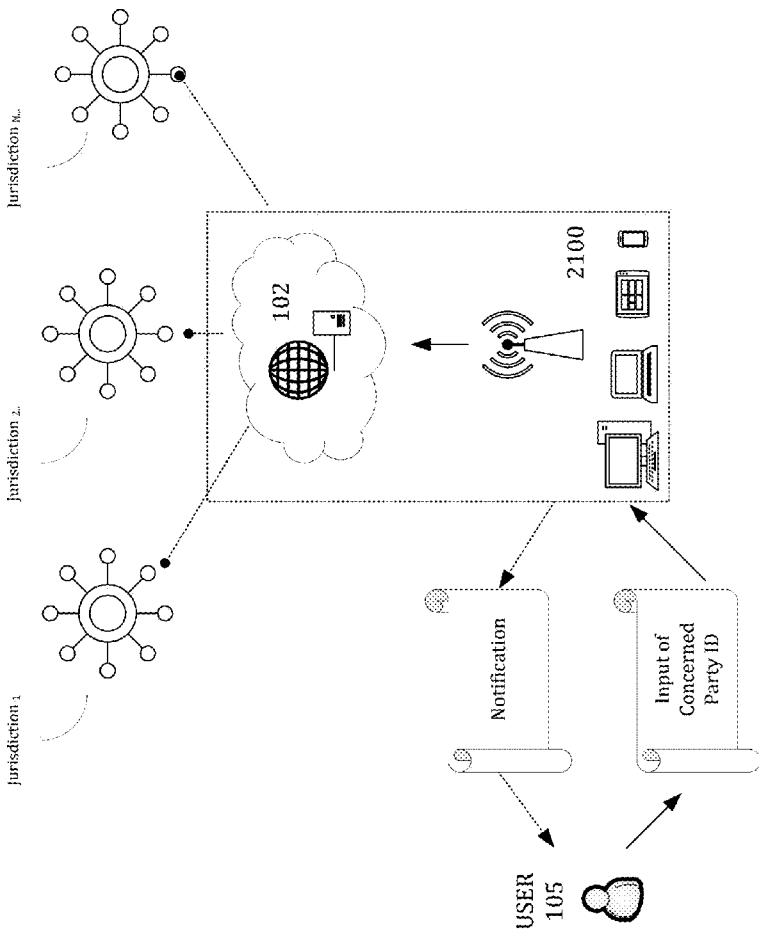 Jurisdiction 1
Jurisdiction 2..
Jurisdiction N..
102
2100
Notification
Input of
Concerned
Party ID
USER
105